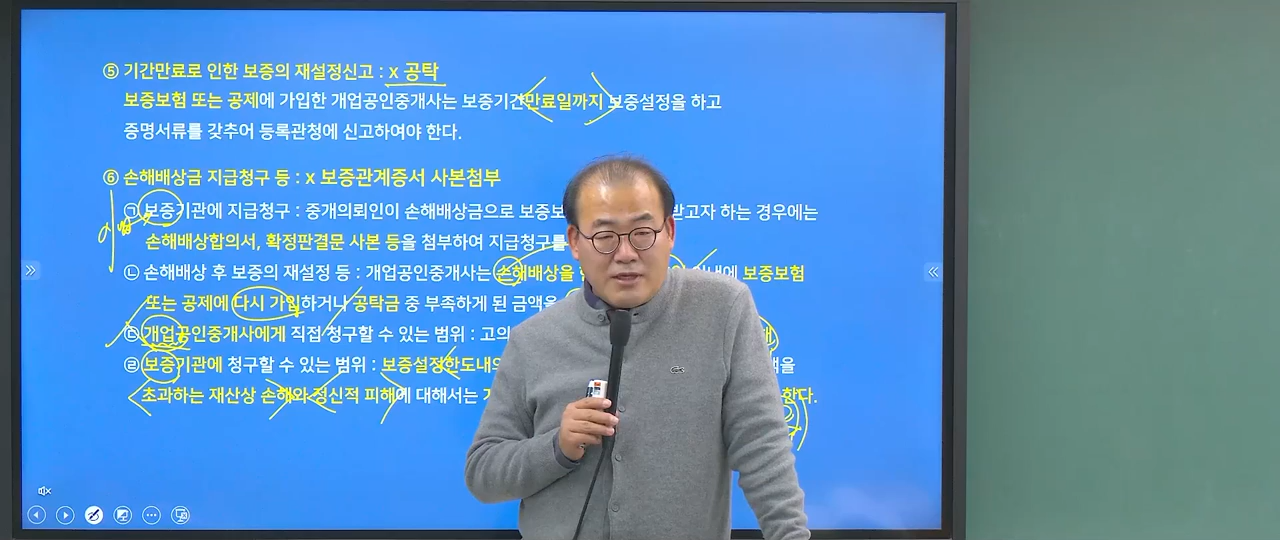 ⑤ 기간만료로 인한 보증의 재설정신고 : x 공탁
보증보험 또는 공제에 가입한 개업공인중개사는 보증기간만료일까지 보증설정을 하고
증명서류를 갖추어 등록관청에 신고하여야 한다.
⑥ 손해배상금 지급청구 등 : x 보증관계증서 사본첨부
㉠ 보증기관에 지급청구 : 중개의뢰인이 손해배상금으로 받고자 하는 경우에는
손해배상합의서, 확정판결문 사본 등을 첨부하여 지급청구를
㉡ 손해배상 후 보증의 재설정 등 : 개업공인중개사는 손해배상을 보증보험
또는 공제에 다시 가입하거나 공탁금 중 부족하게 된 금액을
㉢ 개업공인중개사에게 직접 청구할 수 있는 범위 :
㉣ 보증기관에 청구할 수 있는 범위 : 보증설정한도내의
초과하는 재산상 손해와 정신적 피해에 대해서는 한다.